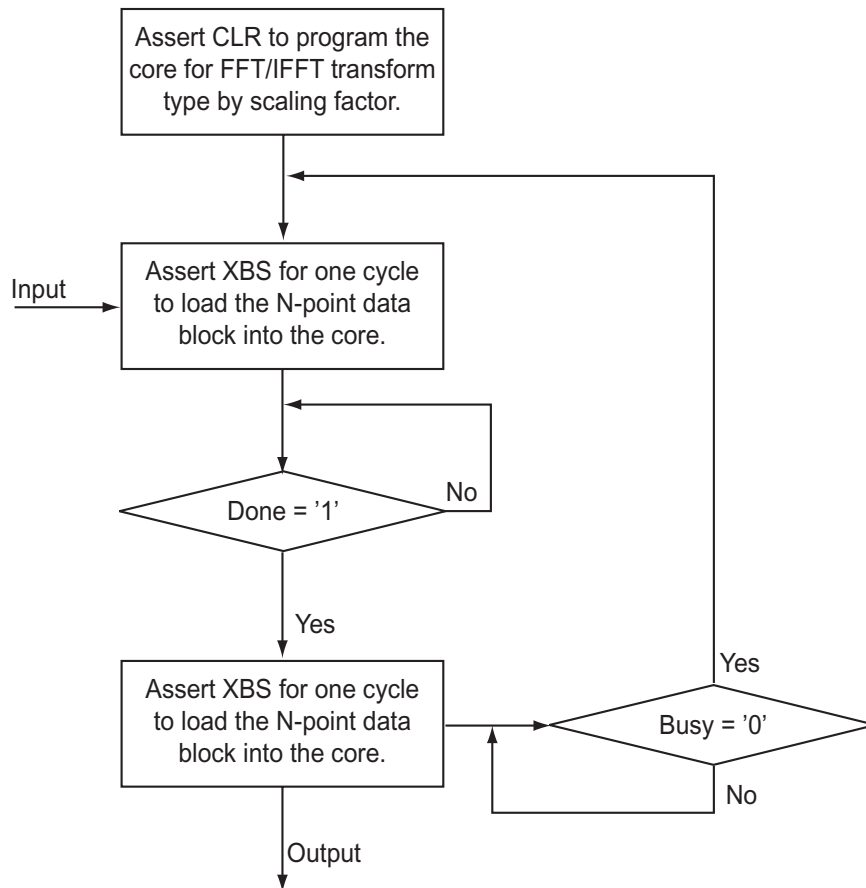 Assert CLR to program the
core for FFT/IFFT transform
type by scaling factor.
Input
Assert XBS for one cycle
to load the N-point data
block into the core.
No
Done = '1'
Yes
Assert XBS for one cycle
to load the N-point data
block into the core.
Yes
Busy = '0'
No
Output